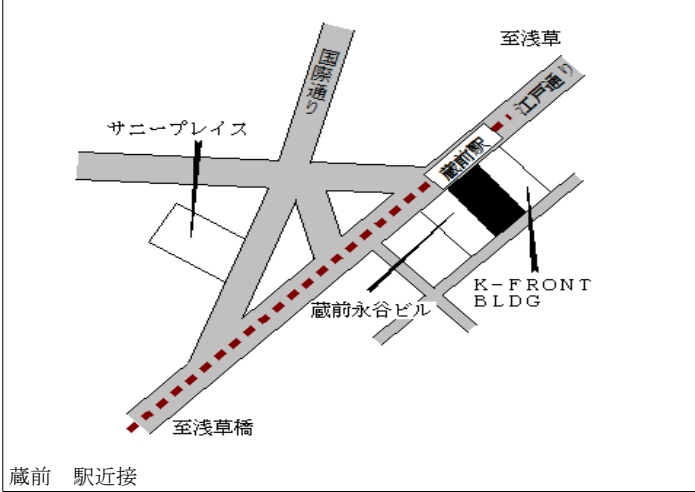 至浅草
国際通り
江戸通り
サニープレイス
蔵前駅
K-FRONT
BLDG
蔵前永谷ビル
至浅草橋
蔵前　駅近接